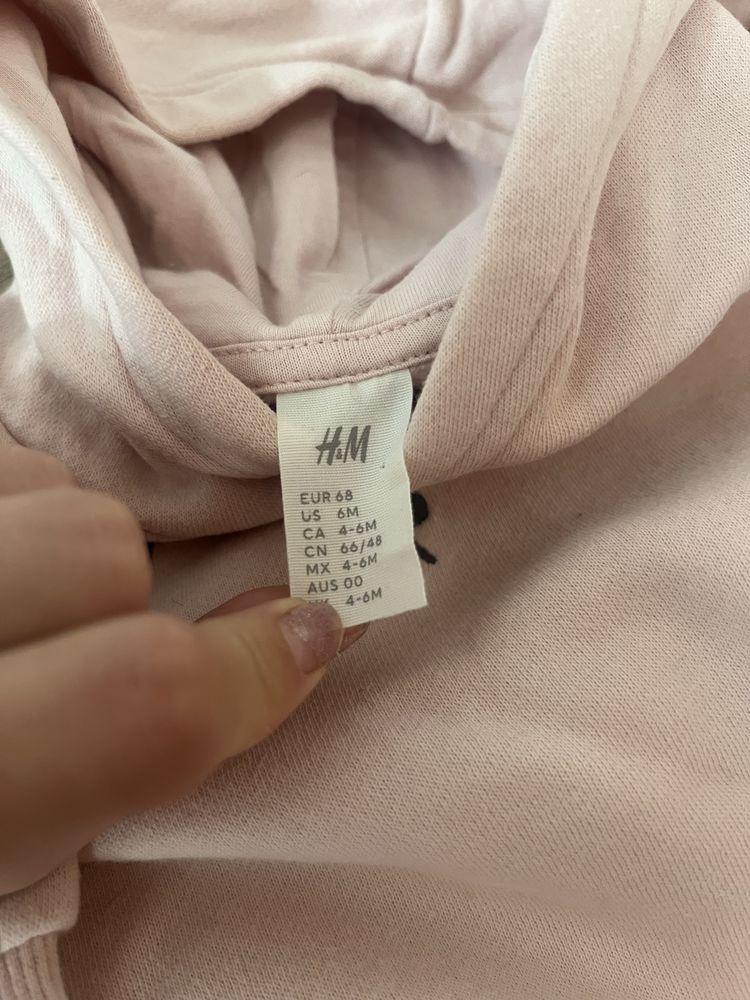 H&M
EUR 68
US 6M
CA 4-6M
CN 66/48
MX 4-6M
AUS 00
4-6M